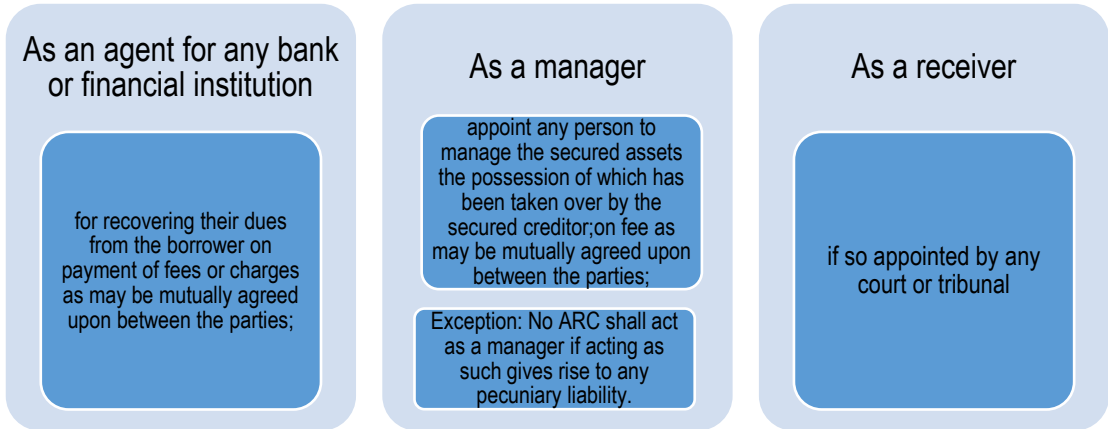 As an agent for any bank
or financial institution
for recovering their dues
from the borrower on
payment of fees or charges
as may be mutually agreed
upon between the parties;
As a manager
appoint any person to
manage the secured assets
the possession of which has
been taken over by the
secured creditor;on fee as
may be mutually agreed upon
between the parties;
Exception: No ARC shall act
as a manager if acting as
such gives rise to any
pecuniary liability.
As a receiver
if so appointed by any
court or tribunal